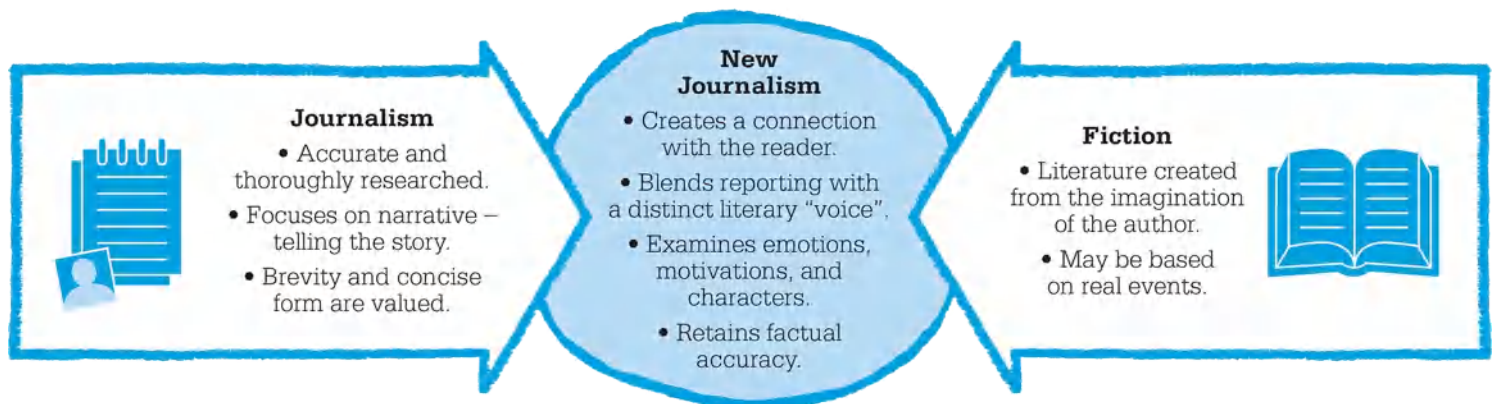 Journalism
• Accurate and
thoroughly researched.
• Focuses on narrative –
telling the story.
• Brevity and concise
form are valued.
New
Journalism
• Creates a connection
with the reader.
• Blends reporting with
a distinct literary “voice”.
• Examines emotions,
motivations, and
characters.
• Retains factual
accuracy.
Fiction
• Literature created
from the imagination
of the author.
• May be based
on real events.